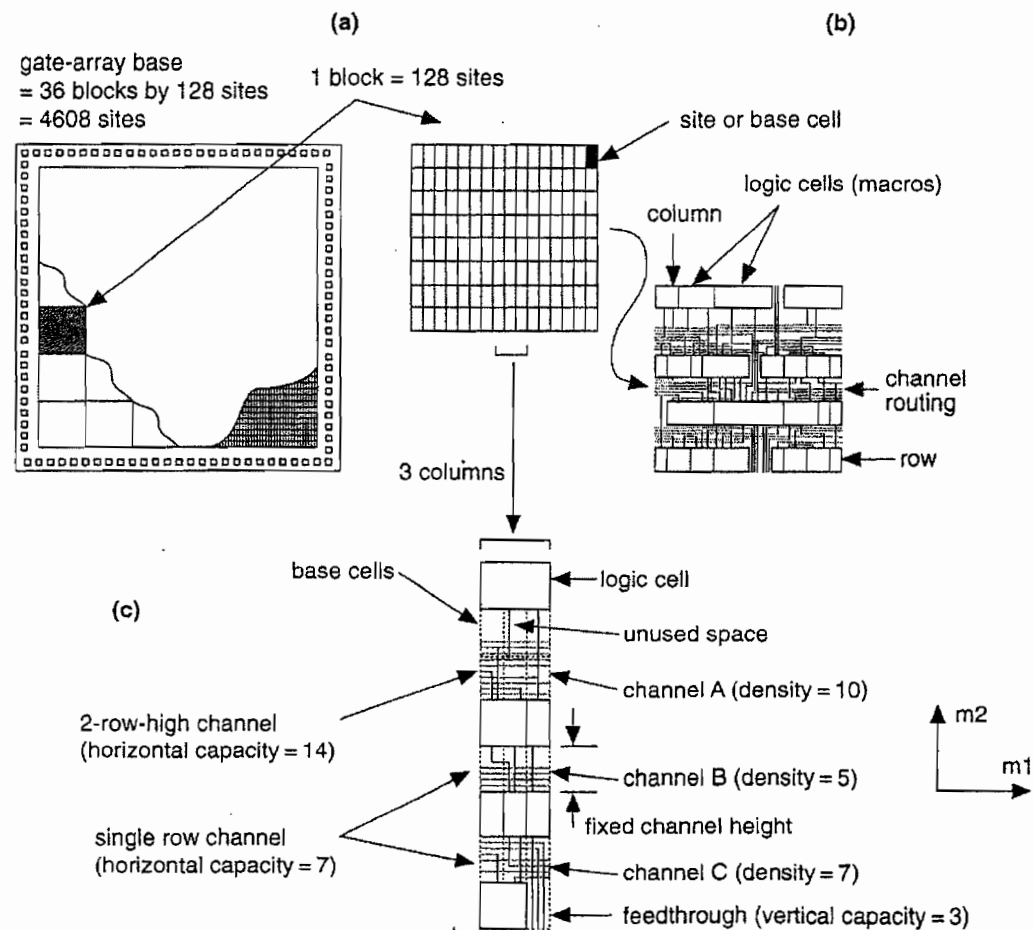 (a)
(b)
gate-array base
= 36 blocks by 128 sites
= 4608 sites
1 block = 128 sites
site or base cell
logic cells (macros)
column
channel
routing
row
3 columns
(c)
base cells
logic cell
unused space
channel A (density = 10)
2-row-high channel
(horizontal capacity = 14)
channel B (density = 5)
fixed channel height
single row channel
(horizontal capacity = 7)
channel C (density = 7)
feedthrough (vertical capacity = 3)
m2
m1